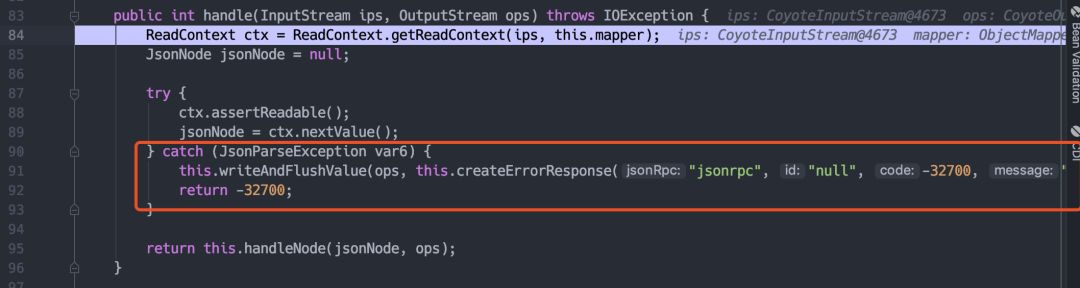 83 public int handle(InputStream ips, OutputStream ops) throws IOException { ips: CoyoteInputStream@4673 ops: CoyoteOu
84 ReadContext ctx = ReadContext.getReadContext(ips, this.mapper); ips: CoyoteInputStream@4673 mapper: ObjectMappe
85 JsonNode jsonNode = null;
86
87 try {
88 ctx.assertReadable();
89 jsonNode = ctx.nextValue();
90 } catch (JsonParseException var6) {
91 this.writeAndFlushValue(ops, this.createErrorResponse( jsonRpc: "jsonrpc", id: "null", code: -32700, message: "
92 return -32700;
93 }
94
95 return this.handleNode(jsonNode, ops);
96 }
97
Bean Validation
CDI